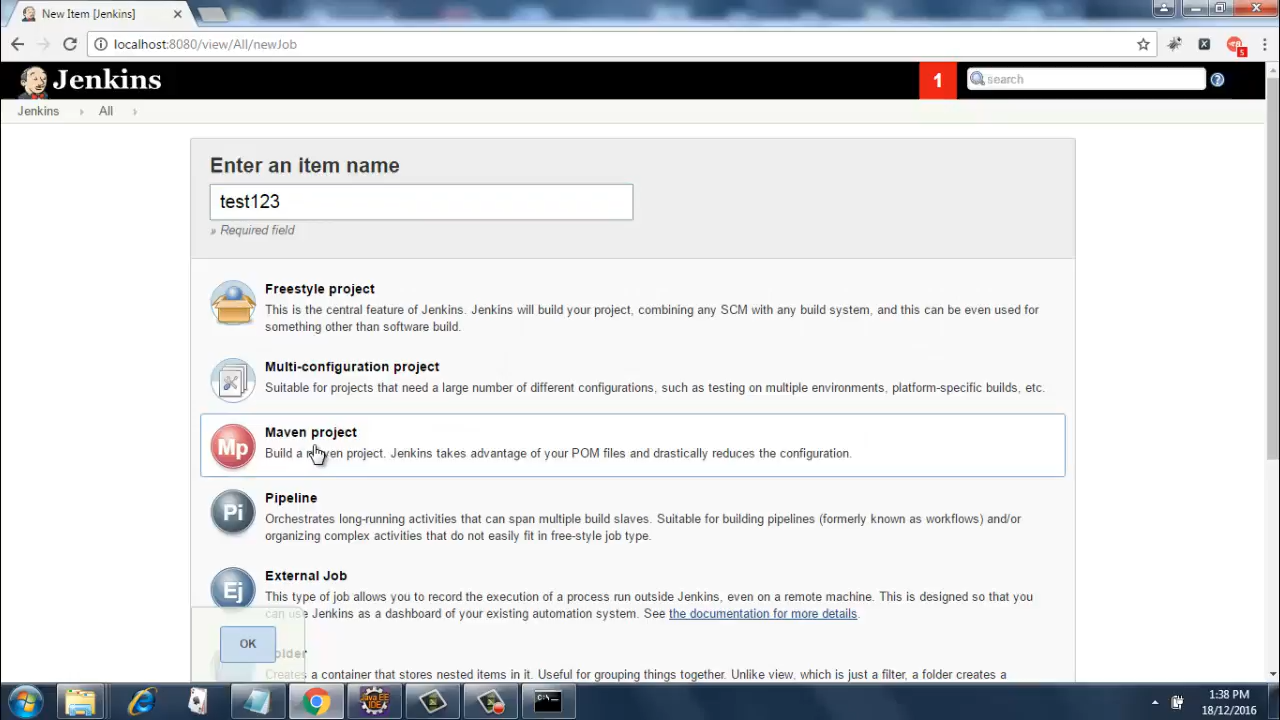 New Item [Jenkins]
localhost:8080/view/All/newJob
5
Jenkins
1
search
Jenkins
All
Enter an item name
test123
» Required field
Freestyle project
This is the central feature of Jenkins. Jenkins will build your project, combining any SCM with any build system, and this can be even used for
something other than software build.
Multi-configuration project
Suitable for projects that need a large number of different configurations, such as testing on multiple environments, platform-specific builds, etc.
Mp
Maven project
Build a maven project. Jenkins takes advantage of your POM files and drastically reduces the configuration.
Pi
Pipeline
Orchestrates long-running activities that can span multiple build slaves. Suitable for building pipelines (formerly known as workflows) and/or
organizing complex activities that do not easily fit in free-style job type.
Ej
External Job
This type of job allows you to record the execution of a process run outside Jenkins, even on a remote machine. This is designed so that you
can use Jenkins as a dashboard of your existing automation system. See the documentation for more details.
OK
Folder
Creates a container that stores nested items in it. Useful for grouping things together. Unlike view, which is just a filter, a folder creates a
Java EE
IDE
C:\.
1:38 PM
18/12/2016